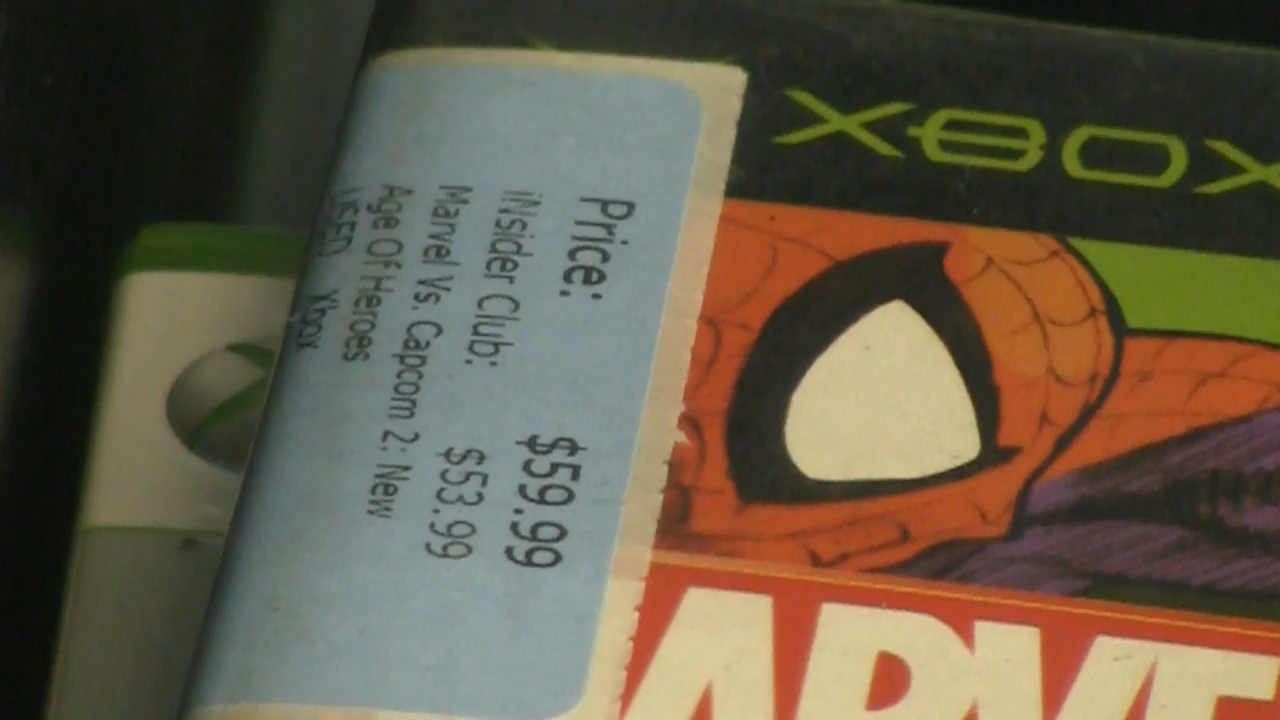 Price: $59.99
iNsider Club: $53.99
Marvel Vs. Capcom 2: New
Age Of Heroes
USED Xbox
XBOX